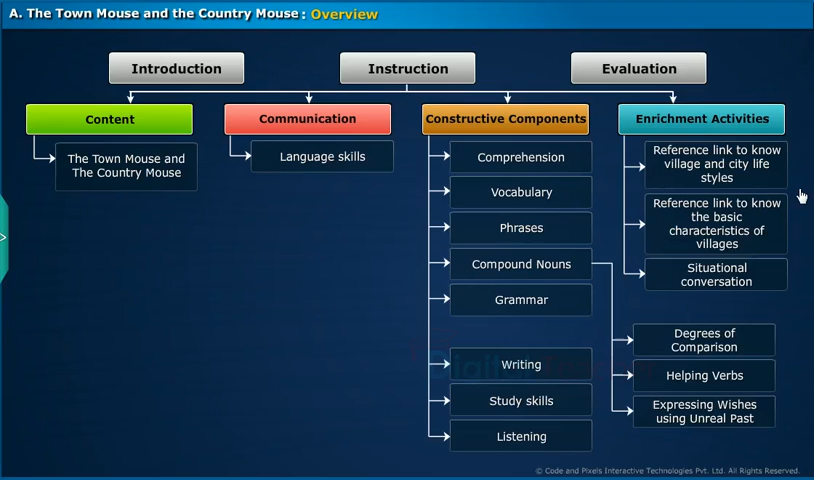 A. The Town Mouse and the Country Mouse : Overview
Introduction
Instruction
Evaluation
Content
Communication
Constructive Components
Enrichment Activities
The Town Mouse and
The Country Mouse
Language skills
Comprehension
Vocabulary
Phrases
Compound Nouns
Grammar
Writing
Study skills
Listening
Reference link to know
village and city life
styles
Reference link to know
the basic
characteristics of
villages
Situational
conversation
Degrees of
Comparison
Helping Verbs
Expressing Wishes
using Unreal Past
© Code and Pixels Interactive Technologies Pvt. Ltd. All Rights Reserved.